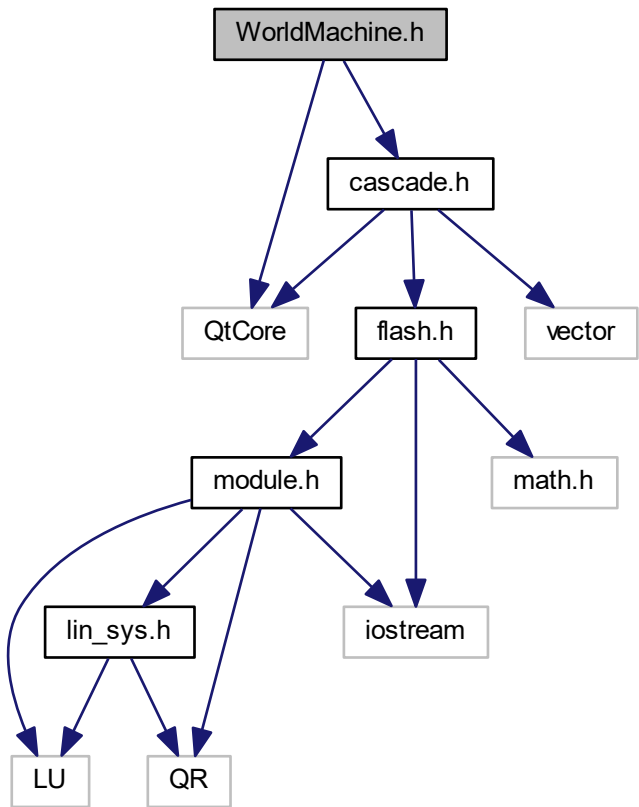 WorldMachine.h
cascade.h
QtCore
flash.h
vector
module.h
math.h
lin_sys.h
iostream
LU
QR